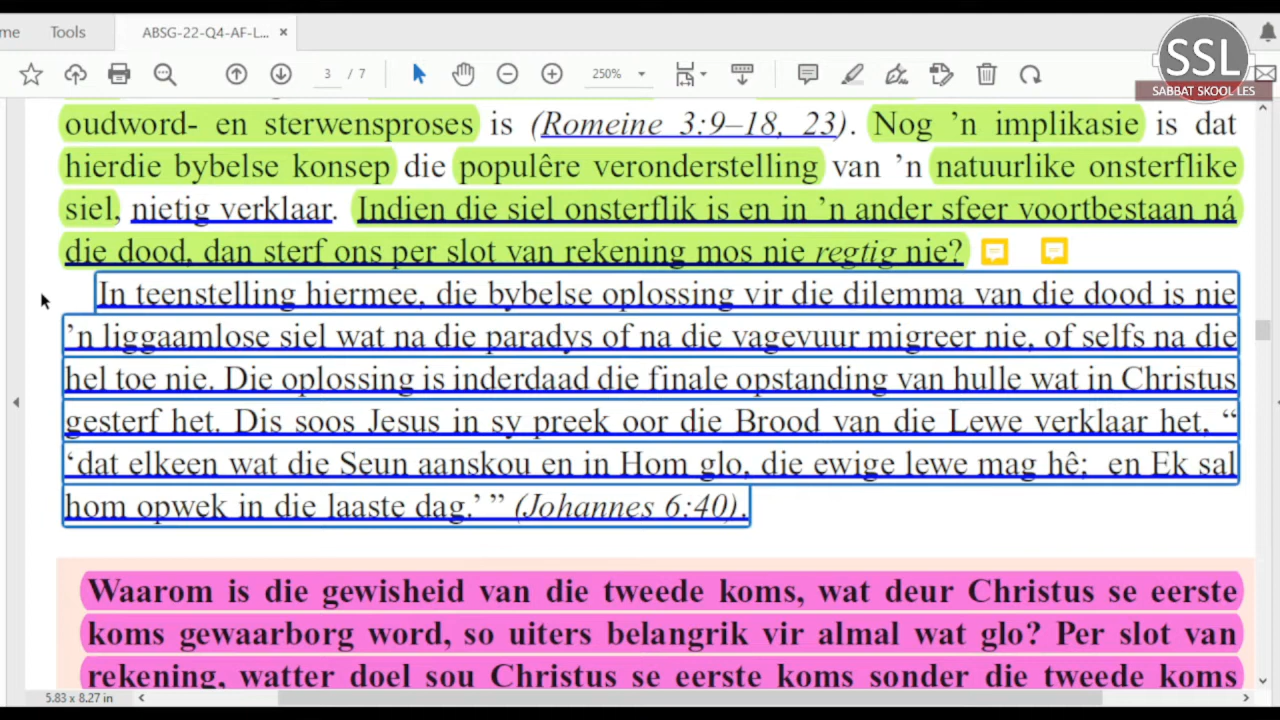 me Tools ABSG-22-Q4-AF-L... ×
3 / 7 250%
SSL
SABBAT SKOOL LES
oudword- en sterwensproses is (Romeine 3:9–18, 23). Nog ’n implikasie is dat
hierdie bybelse konsep die populêre veronderstelling van ’n natuurlike onsterflike
siel, nietig verklaar. Indien die siel onsterflik is en in ’n ander sfeer voortbestaan ná
die dood, dan sterf ons per slot van rekening mos nie regtig nie?
In teenstelling hiermee, die bybelse oplossing vir die dilemma van die dood is nie
’n liggaamlose siel wat na die paradys of na die vagevuur migreer nie, of selfs na die
hel toe nie. Die oplossing is inderdaad die finale opstanding van hulle wat in Christus
gesterf het. Dis soos Jesus in sy preek oor die Brood van die Lewe verklaar het, “
‘dat elkeen wat die Seun aanskou en in Hom glo, die ewige lewe mag hê; en Ek sal
hom opwek in die laaste dag.’ ” (Johannes 6:40).
Waarom is die gewisheid van die tweede koms, wat deur Christus se eerste
koms gewaarborg word, so uiters belangrik vir almal wat glo? Per slot van
rekening, watter doel sou Christus se eerste koms sonder die tweede koms
5.83 x 8.27 in